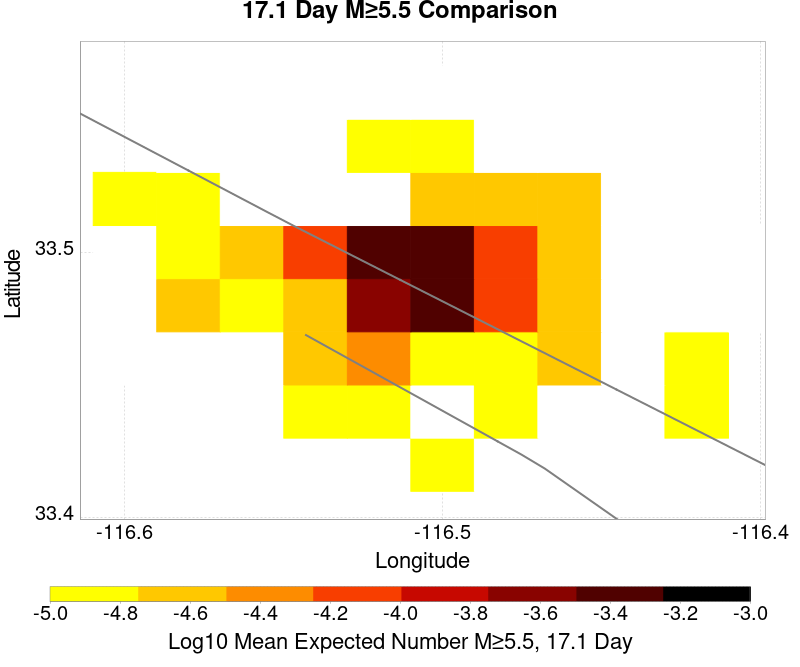 17.1 Day M≥5.5 Comparison
Latitude
33.5
33.4
-116.6 -116.5 -116.4
Longitude
-5.0 -4.8 -4.6 -4.4 -4.2 -4.0 -3.8 -3.6 -3.4 -3.2 -3.0
Log10 Mean Expected Number M≥5.5, 17.1 Day